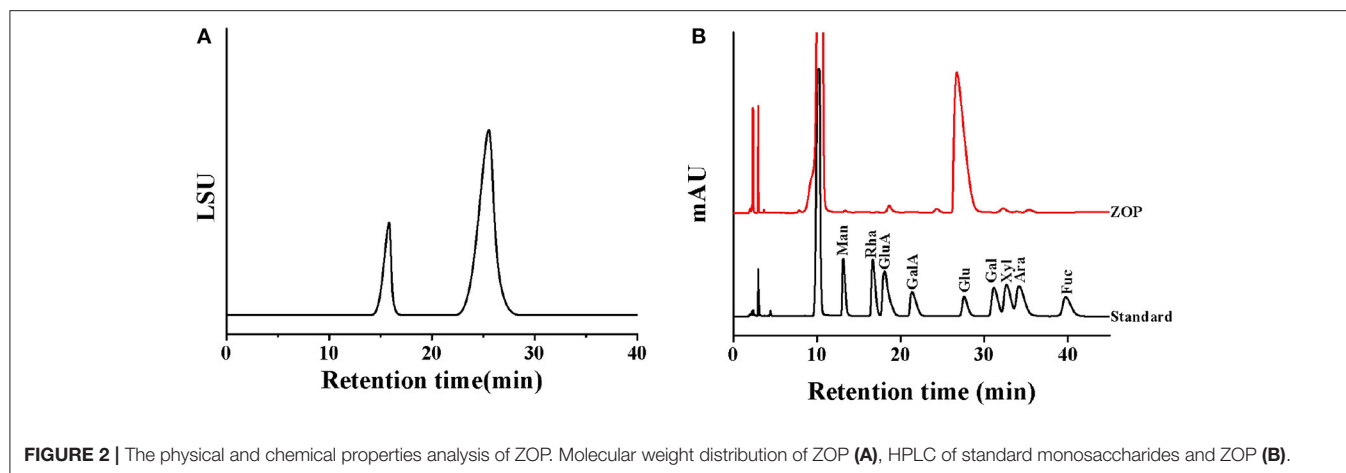 A
LSU
0 10 20 30 40
Retention time(min)
B
mAU
ZOP
Man
Rha
GluA
GalA
Glu
Gal
Xyl
Ara
Fuc
Standard
0 10 20 30 40
Retention time (min)
FIGURE 2 | The physical and chemical properties analysis of ZOP. Molecular weight distribution of ZOP (A), HPLC of standard monosaccharides and ZOP (B).